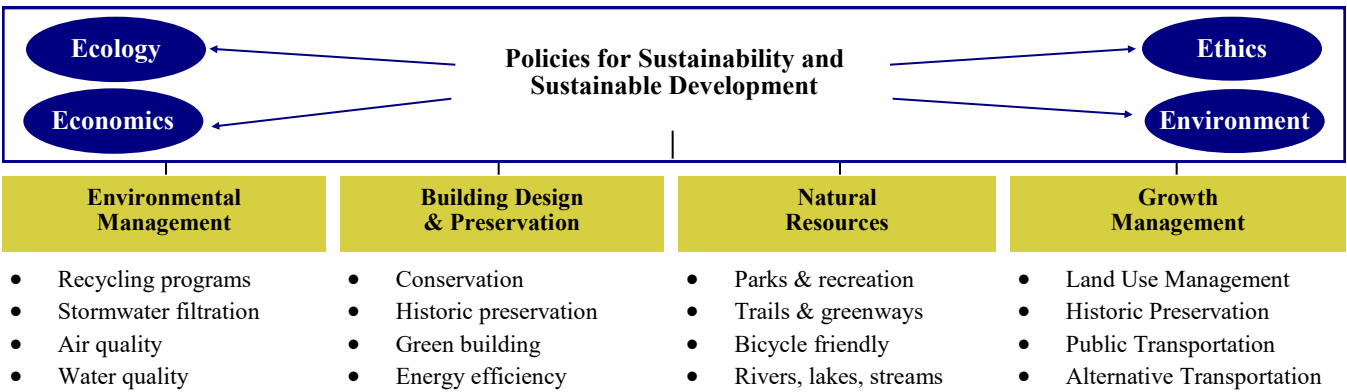 Ecology
Economics
Policies for Sustainability and
Sustainable Development
Ethics
Environment
Environmental
Management
Building Design
& Preservation
Natural
Resources
Growth
Management
• Recycling programs
• Stormwater filtration
• Air quality
• Water quality
• Conservation
• Historic preservation
• Green building
• Energy efficiency
• Parks & recreation
• Trails & greenways
• Bicycle friendly
• Rivers, lakes, streams
• Land Use Management
• Historic Preservation
• Public Transportation
• Alternative Transportation